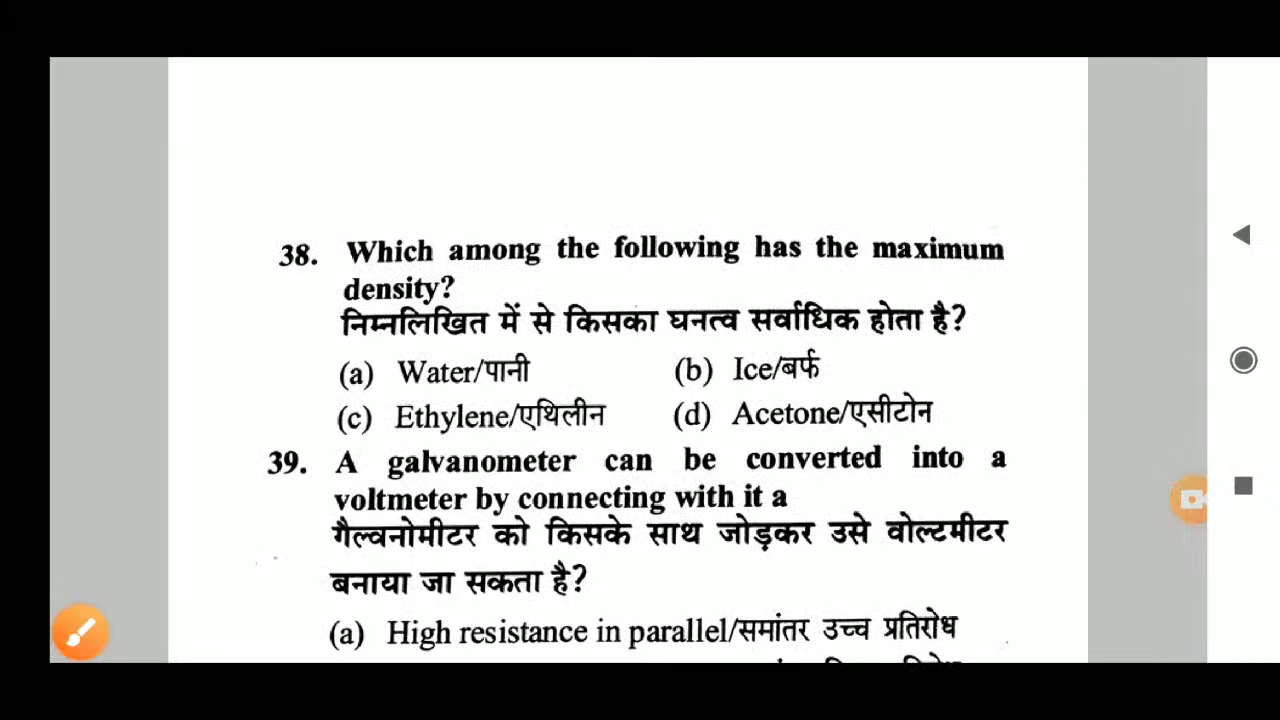 38. Which among the following has the maximum
density?
निम्नलिखित में से किसका घनत्व सर्वाधिक होता है?
(a) Water/पानी (b) Ice/बर्फ
(c) Ethylene/एथिलीन (d) Acetone/एसीटोन
39. A galvanometer can be converted into a
voltmeter by connecting with it a
गैल्वनोमीटर को किसके साथ जोड़कर उसे वोल्टमीटर
बनाया जा सकता है?
(a) High resistance in parallel/समांतर उच्च प्रतिरोध